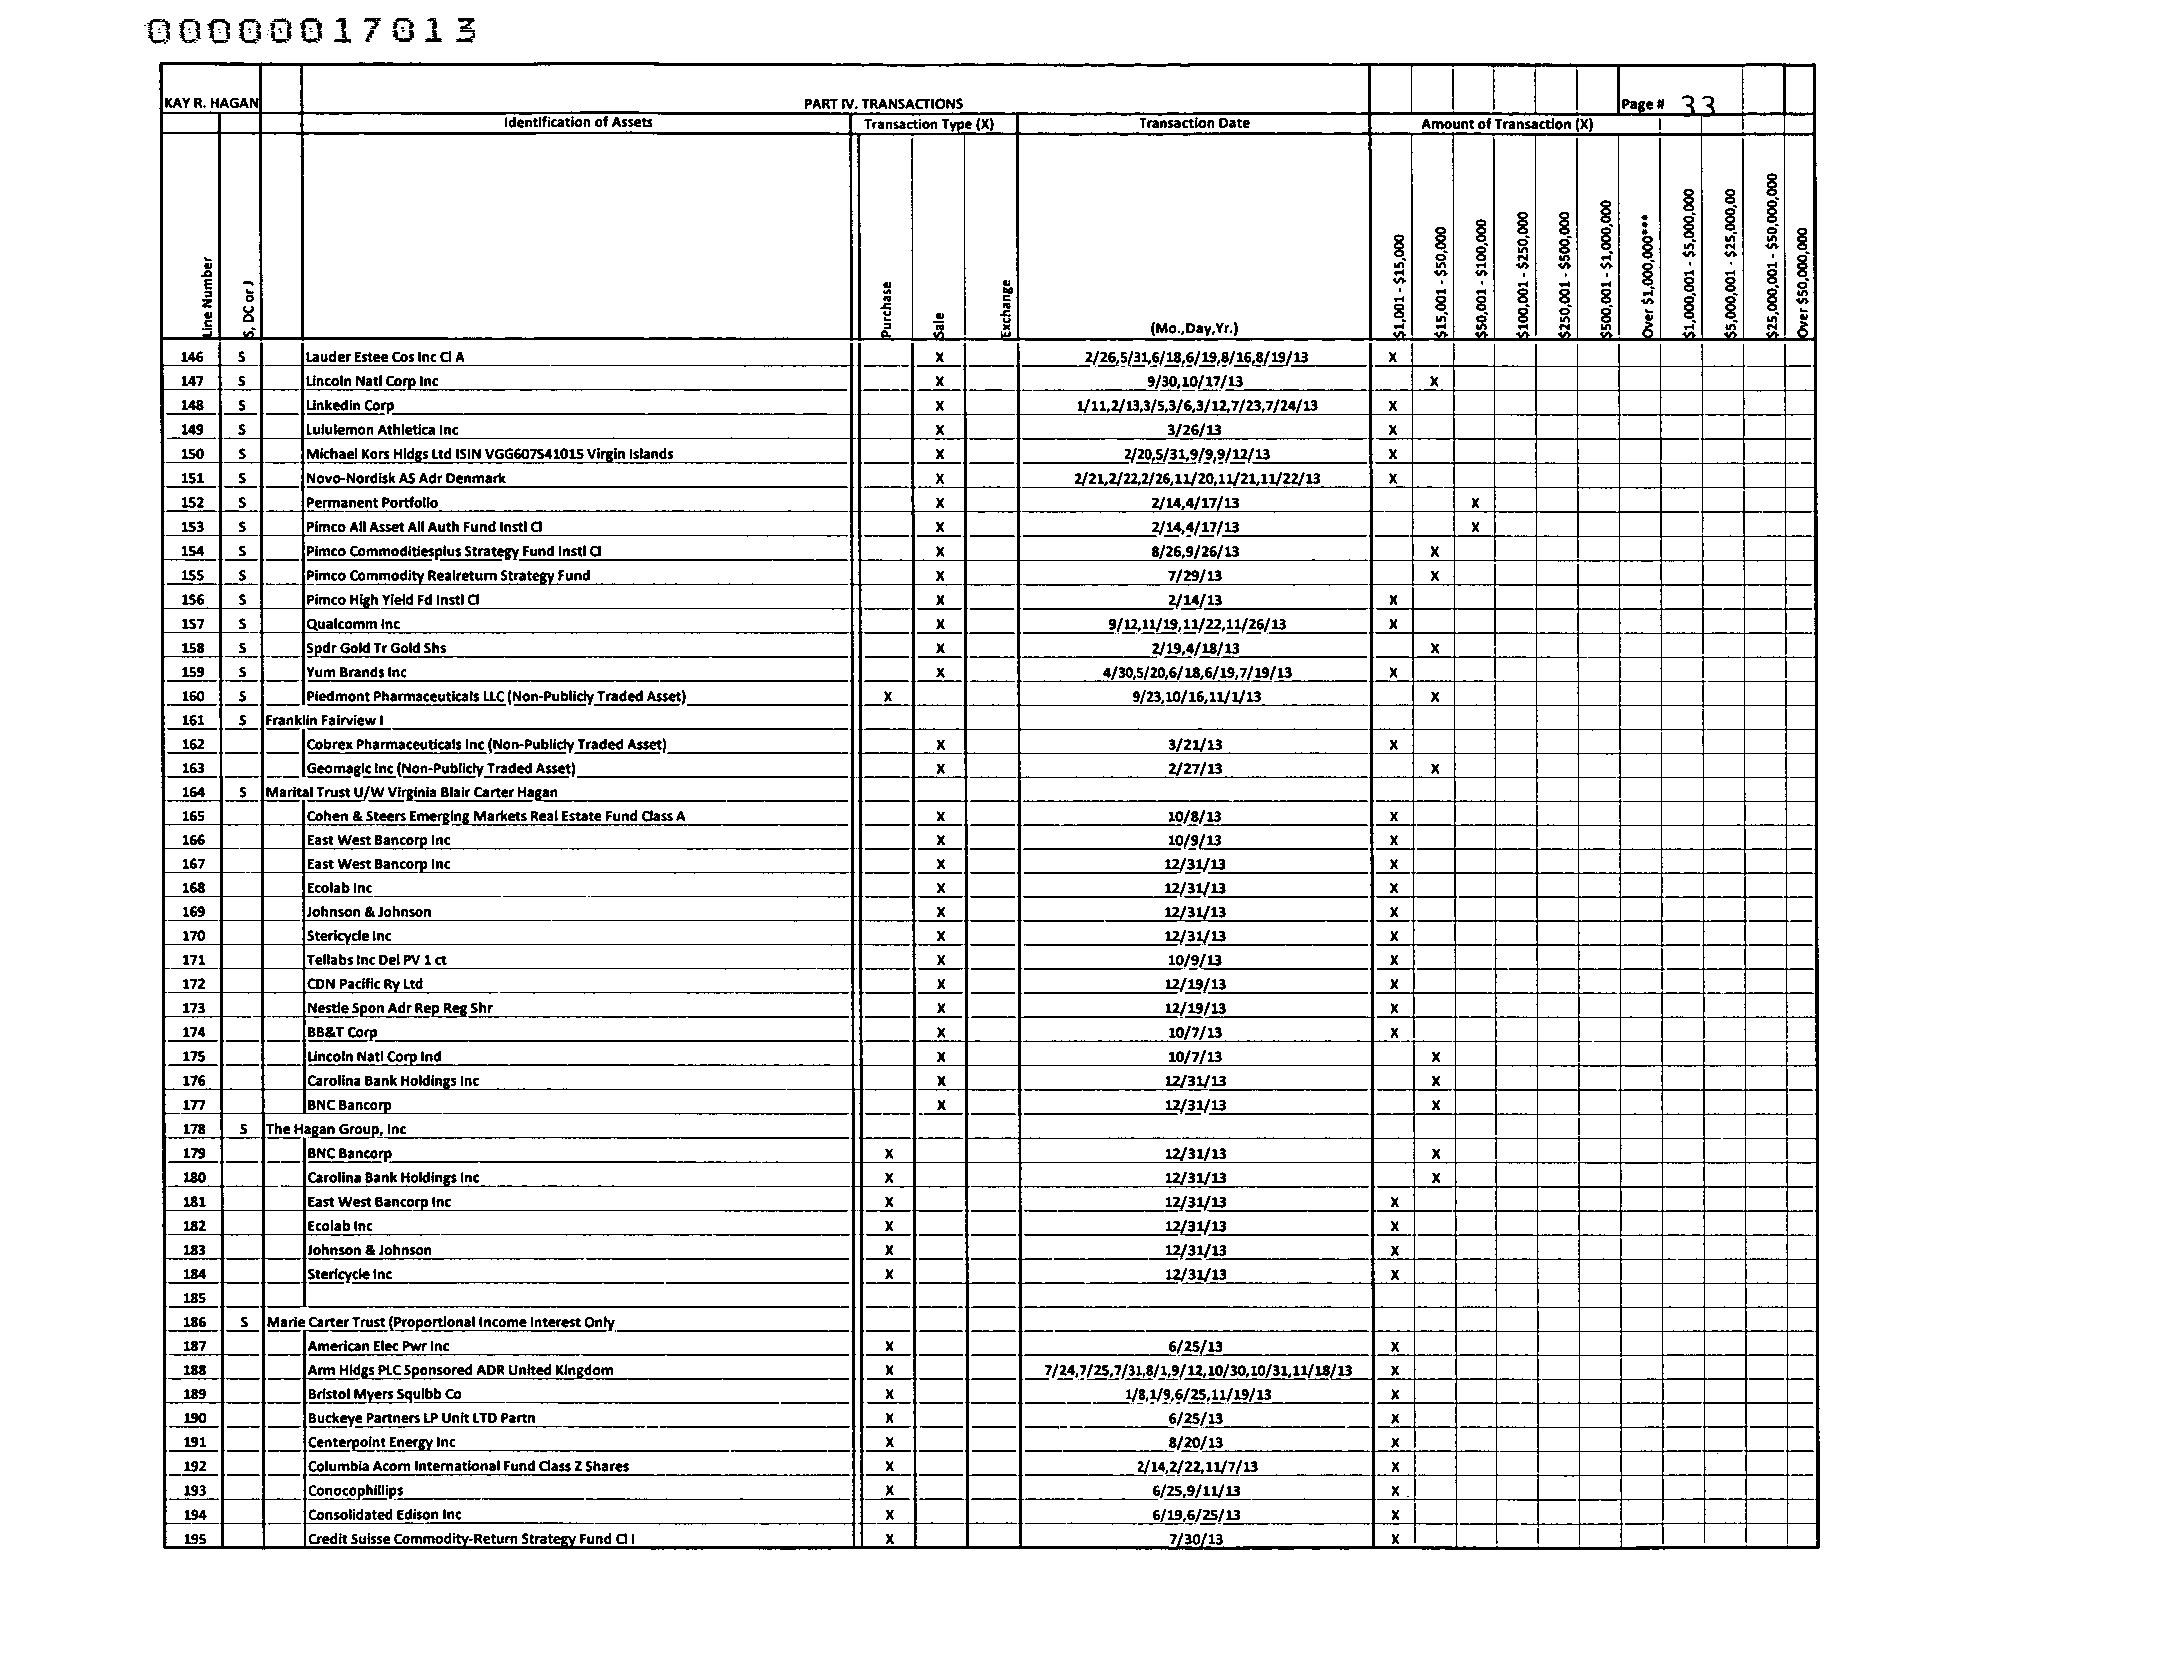 00000017013
KAY R. HAGAN PART IV. TRANSACTIONS Page # 33
Identification of Assets Transaction Type (X) Transaction Date Amount of Transaction (X)
Line Number S, DC or J Purchase Sale Exchange (Mo.,Day,Yr.) $1,001 - $15,000 $15,001 - $50,000 $50,001 - $100,000 $100,001 - $250,000 $250,001 - $500,000 $500,001 - $1,000,000 Over $1,000,000*** $1,000,001 - $5,000,000 $5,000,001 - $25,000,00 $25,000,001 - $50,000,000 Over $50,000,000
146 S Lauder Estee Cos Inc Cl A X 2/26,5/31,6/18,6/19,8/16,8/19/13 X
147 S Lincoln Natl Corp Inc X 9/30,10/17/13 X
148 S Linkedin Corp X 1/11,2/13,3/5,3/6,3/12,7/23,7/24/13 X
149 S Lululemon Athletica Inc X 3/26/13 X
150 S Michael Kors Hldgs Ltd ISIN VGG607541015 Virgin Islands X 2/20,5/31,9/9,9/12/13 X
151 S Novo-Nordisk AS Adr Denmark X 2/21,2/22,2/26,11/20,11/21,11/22/13 X
152 S Permanent Portfolio X 2/14,4/17/13 X
153 S Pimco All Asset All Auth Fund Instl Cl X 2/14,4/17/13 X
154 S Pimco Commoditiesplus Strategy Fund Instl Cl X 8/26,9/26/13 X
155 S Pimco Commodity Realreturn Strategy Fund X 7/29/13 X
156 S Pimco High Yield Fd Instl Cl X 2/14/13 X
157 S Qualcomm Inc X 9/12,11/19,11/22,11/26/13 X
158 S Spdr Gold Tr Gold Shs X 2/19,4/18/13 X
159 S Yum Brands Inc X 4/30,5/20,6/18,6/19,7/19/13 X
160 S Piedmont Pharmaceuticals LLC (Non-Publicly Traded Asset) X 9/23,10/16,11/1/13 X
161 S Franklin Fairview I
162 Cobrex Pharmaceuticals Inc (Non-Publicly Traded Asset) X 3/21/13 X
163 Geomagic Inc (Non-Publicly Traded Asset) X 2/27/13 X
164 S Marital Trust U/W Virginia Blair Carter Hagan
165 Cohen & Steers Emerging Markets Real Estate Fund Class A X 10/8/13 X
166 East West Bancorp Inc X 10/9/13 X
167 East West Bancorp Inc X 12/31/13 X
168 Ecolab Inc X 12/31/13 X
169 Johnson & Johnson X 12/31/13 X
170 Stericycle Inc X 12/31/13 X
171 Tellabs Inc Del PV 1 ct X 10/9/13 X
172 CDN Pacific Ry Ltd X 12/19/13 X
173 Nestle Spon Adr Rep Reg Shr X 12/19/13 X
174 BB&T Corp X 10/7/13 X
175 Lincoln Natl Corp Ind X 10/7/13 X
176 Carolina Bank Holdings Inc X 12/31/13 X
177 BNC Bancorp X 12/31/13 X
178 S The Hagan Group, Inc
179 BNC Bancorp X 12/31/13 X
180 Carolina Bank Holdings Inc X 12/31/13 X
181 East West Bancorp Inc X 12/31/13 X
182 Ecolab Inc X 12/31/13 X
183 Johnson & Johnson X 12/31/13 X
184 Stericycle Inc X 12/31/13 X
185
186 S Marie Carter Trust (Proportional Income Interest Only
187 American Elec Pwr Inc X 6/25/13 X
188 Arm Hldgs PLC Sponsored ADR United Kingdom X 7/24,7/25,7/31,8/1,9/12,10/30,10/31,11/18/13 X
189 Bristol Myers Squibb Co X 1/8,1/9,6/25,11/19/13 X
190 Buckeye Partners LP Unit LTD Partn X 6/25/13 X
191 Centerpoint Energy Inc X 8/20/13 X
192 Columbia Acorn International Fund Class Z Shares X 2/14,2/22,11/7/13 X
193 Conocophillips X 6/25,9/11/13 X
194 Consolidated Edison Inc X 6/19,6/25/13 X
195 Credit Suisse Commodity-Return Strategy Fund Cl I X 7/30/13 X